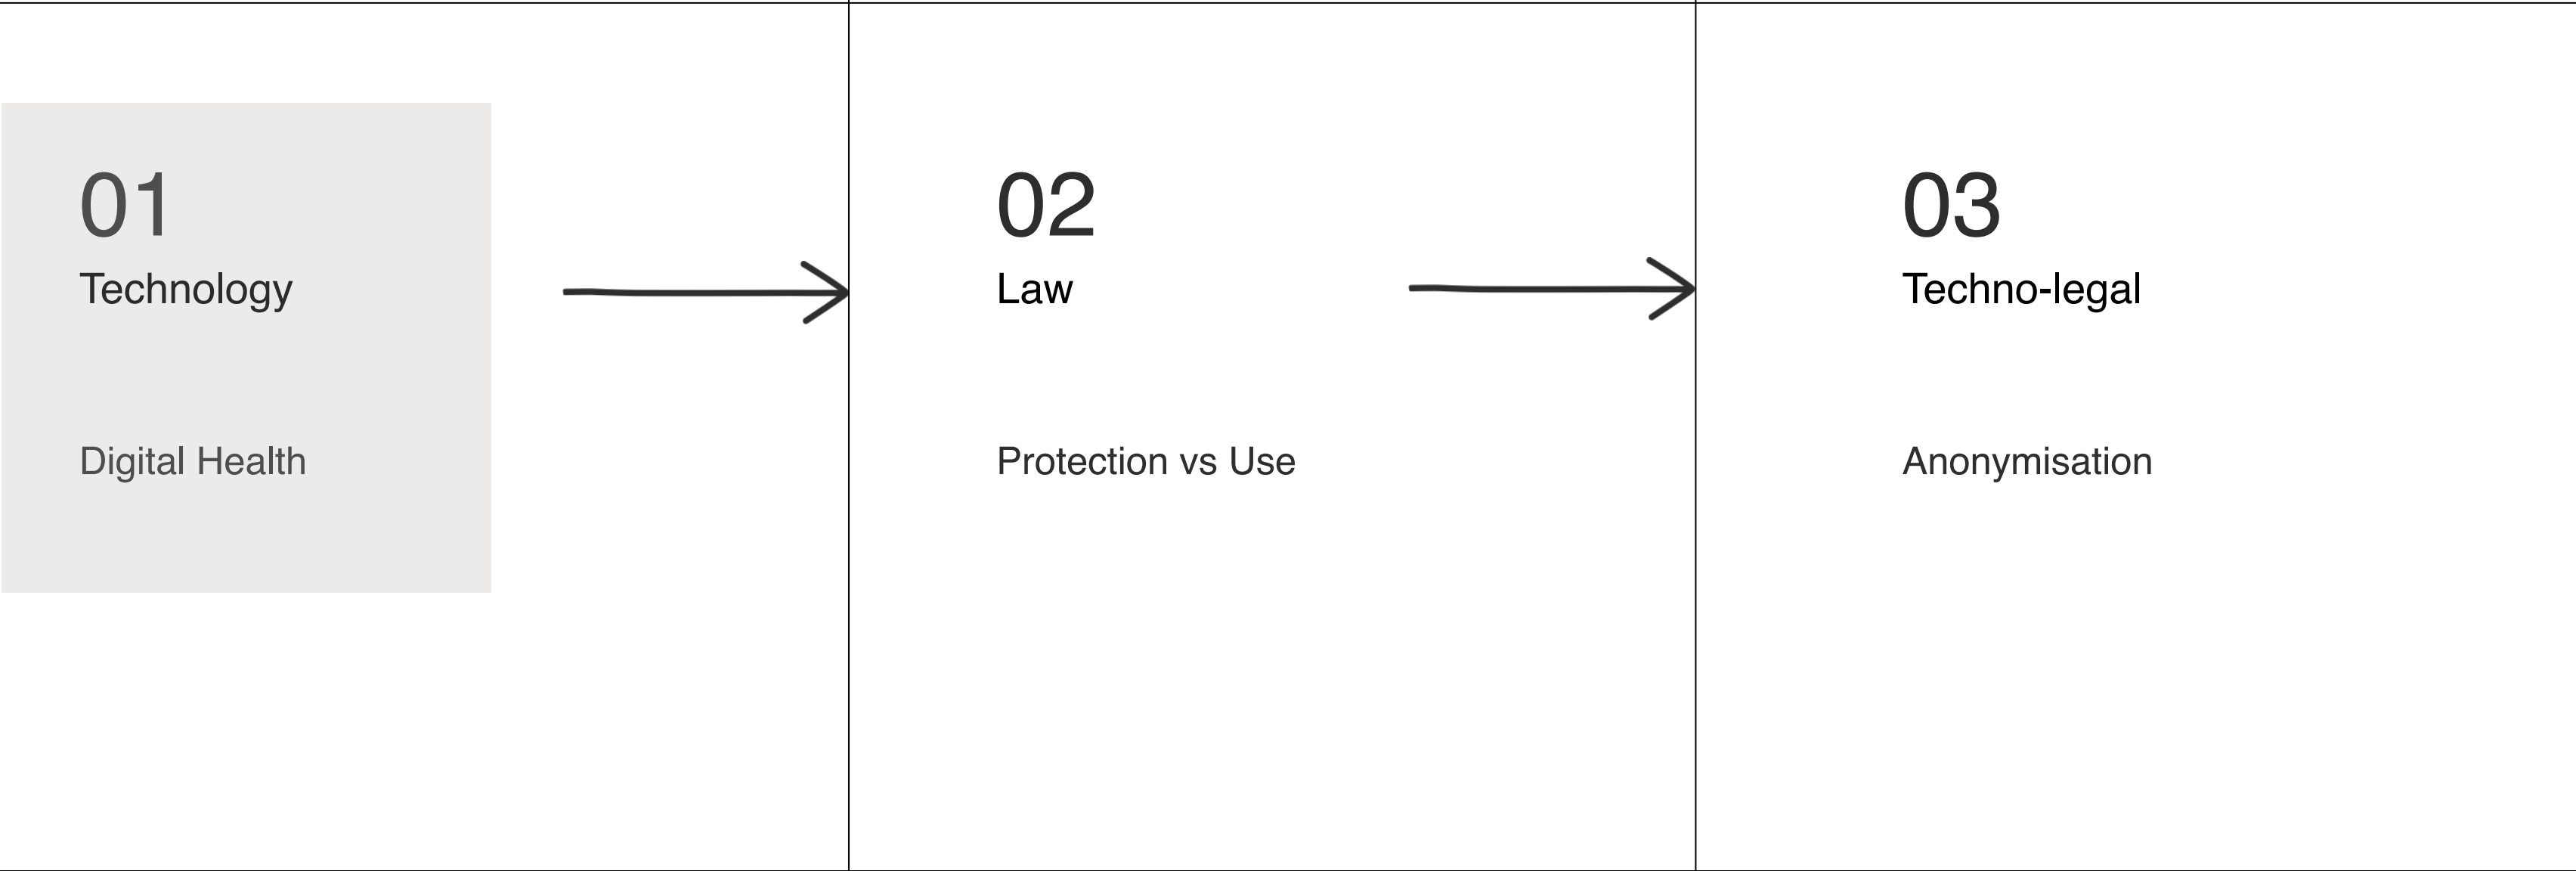 01
Technology
Digital Health
02
Law
Protection vs Use
03
Techno-legal
Anonymisation